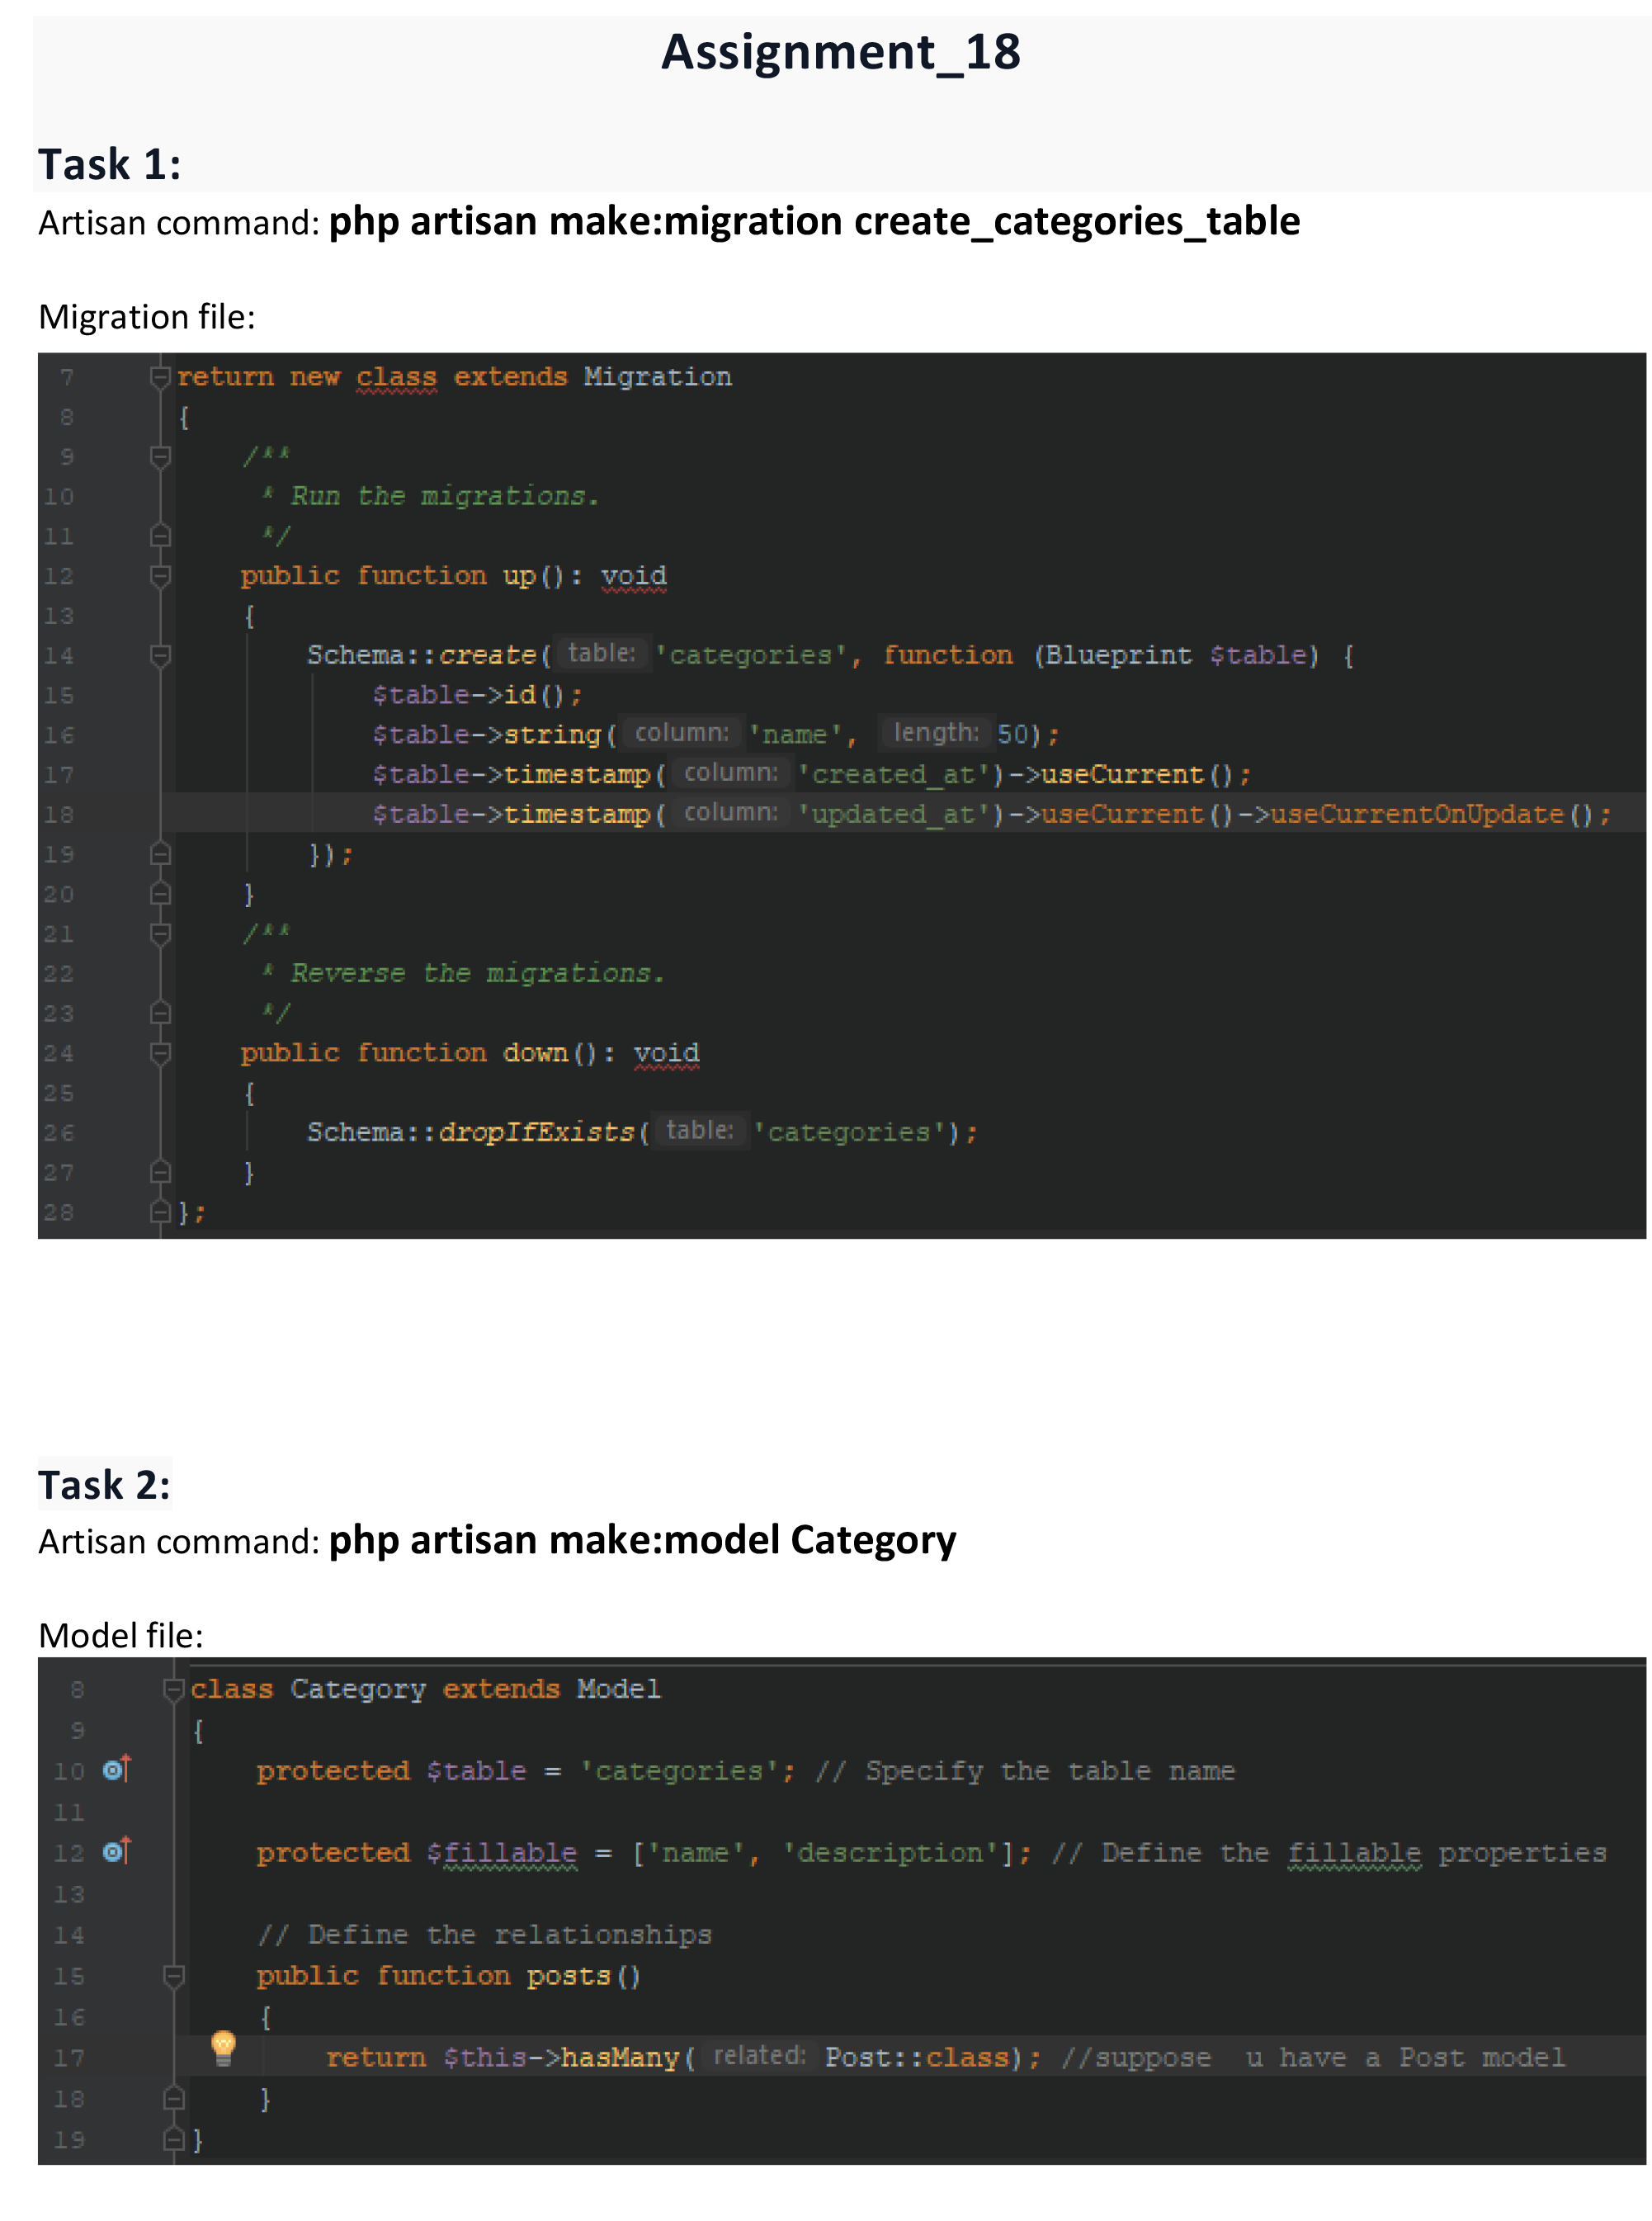 Assignment_18
Task 1:
Artisan command: php artisan make:migration create_categories_table
Migration file:
7 return new class extends Migration
8 {
9 /**
10 * Run the migrations.
11 */
12 public function up(): void
13 {
14 Schema::create( table: 'categories', function (Blueprint $table) {
15 $table->id();
16 $table->string( column: 'name', length: 50);
17 $table->timestamp( column: 'created_at')->useCurrent();
18 $table->timestamp( column: 'updated_at')->useCurrent()->useCurrentOnUpdate();
19 });
20 }
21 /**
22 * Reverse the migrations.
23 */
24 public function down(): void
25 {
26 Schema::dropIfExists( table: 'categories');
27 }
28 };
Task 2:
Artisan command: php artisan make:model Category
Model file:
8 class Category extends Model
9 {
10 protected $table = 'categories'; // Specify the table name
11
12 protected $fillable = ['name', 'description']; // Define the fillable properties
13
14 // Define the relationships
15 public function posts()
16 {
17 return $this->hasMany( related: Post::class); //suppose u have a Post model
18 }
19 }